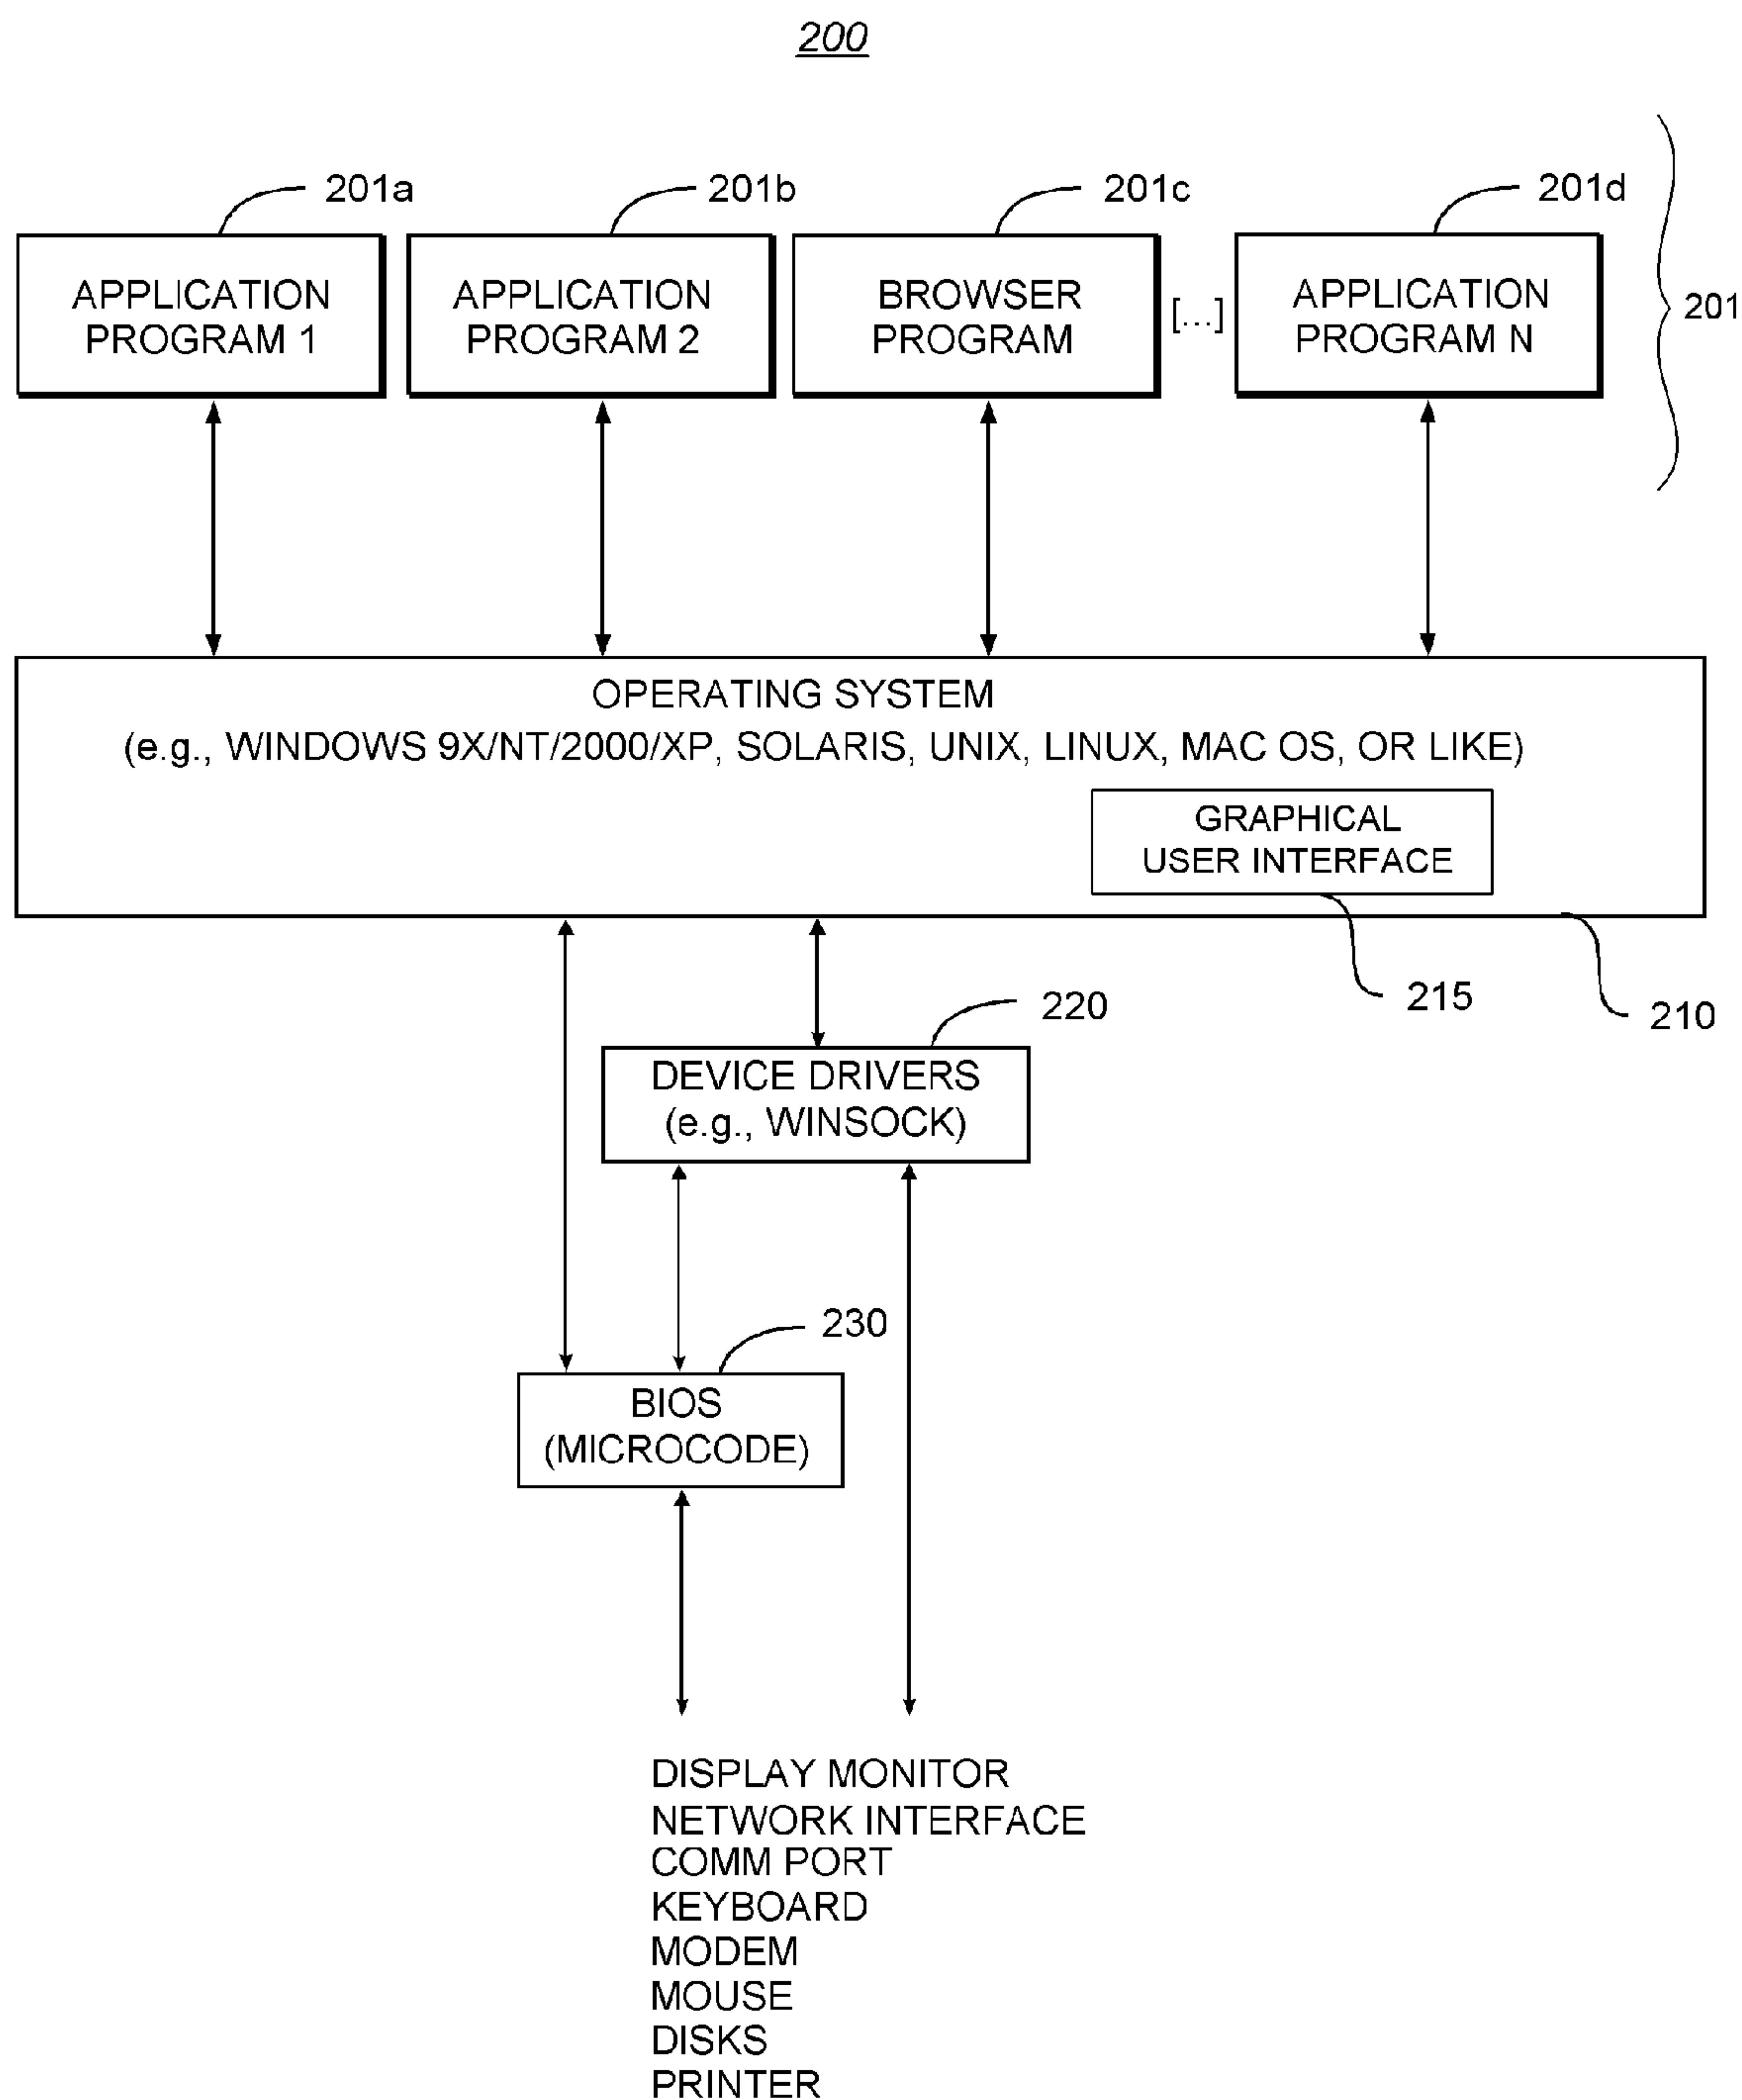 200
201a
201b
201c
201d
APPLICATION
PROGRAM 1
APPLICATION
PROGRAM 2
BROWSER
PROGRAM
[...]
APPLICATION
PROGRAM N
201
OPERATING SYSTEM
(e.g., WINDOWS 9X/NT/2000/XP, SOLARIS, UNIX, LINUX, MAC OS, OR LIKE)
GRAPHICAL
USER INTERFACE
215
210
220
DEVICE DRIVERS
(e.g., WINSOCK)
230
BIOS
(MICROCODE)
DISPLAY MONITOR
NETWORK INTERFACE
COMM PORT
KEYBOARD
MODEM
MOUSE
DISKS
PRINTER